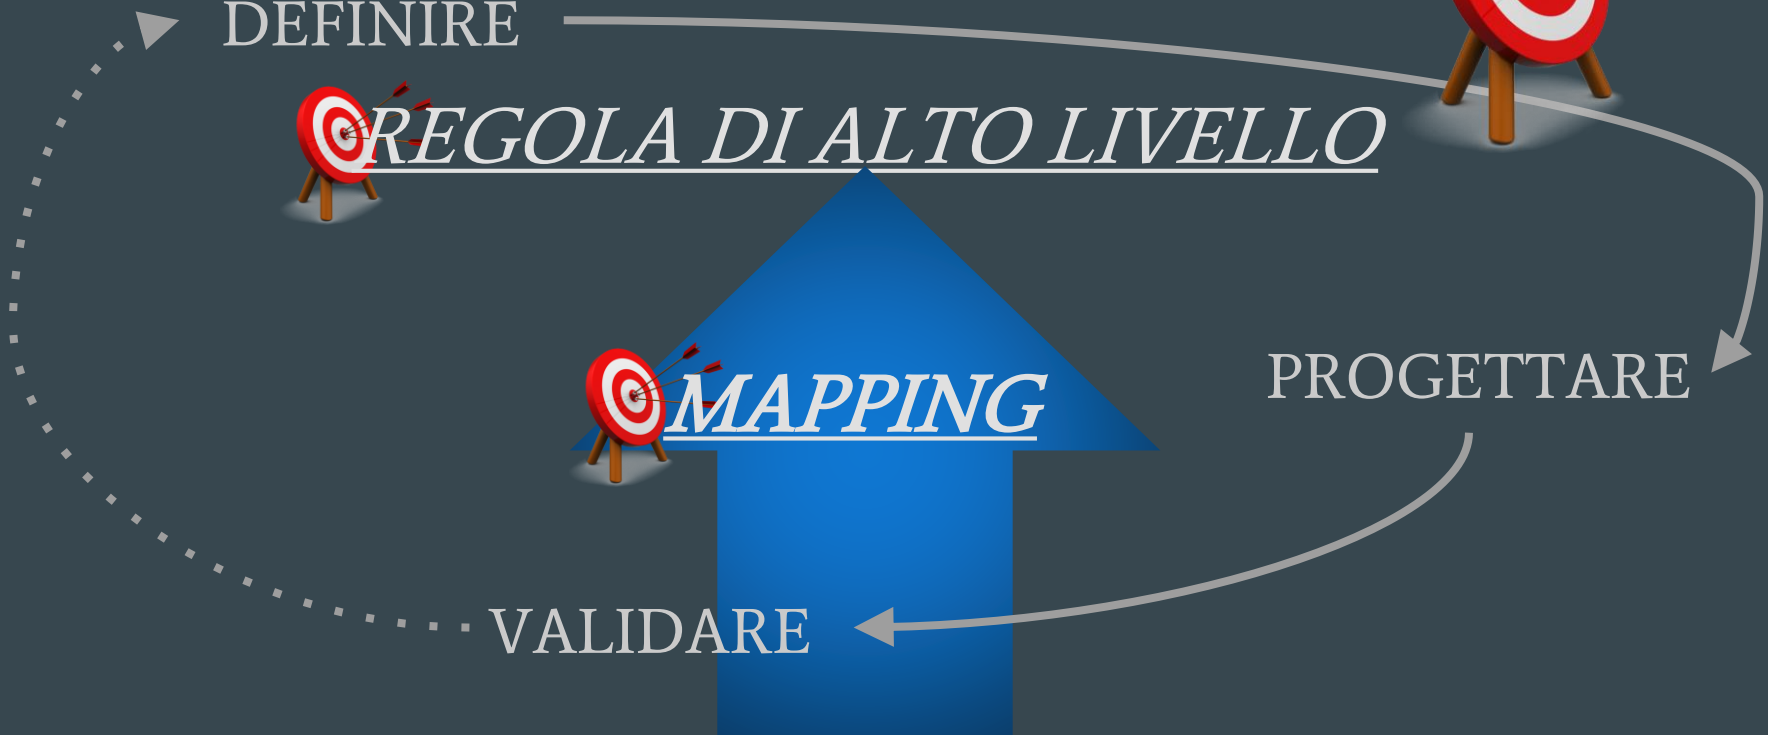 DEFINIRE
REGOLA DI ALTO LIVELLO
MAPPING
PROGETTARE
VALIDARE